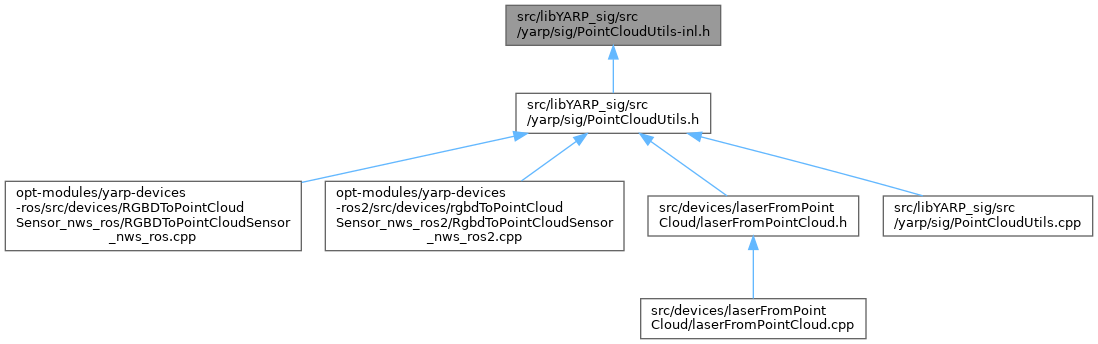 src/libYARP_sig/src
/yarp/sig/PointCloudUtils-inl.h
src/libYARP_sig/src
/yarp/sig/PointCloudUtils.h
opt-modules/yarp-devices
-ros/src/devices/RGBDToPointCloud
Sensor_nws_ros/RGBDToPointCloudSensor
_nws_ros.cpp
opt-modules/yarp-devices
-ros2/src/devices/rgbdToPointCloud
Sensor_nws_ros2/RgbdToPointCloudSensor
_nws_ros2.cpp
src/devices/laserFromPoint
Cloud/laserFromPointCloud.h
src/libYARP_sig/src
/yarp/sig/PointCloudUtils.cpp
src/devices/laserFromPoint
Cloud/laserFromPointCloud.cpp